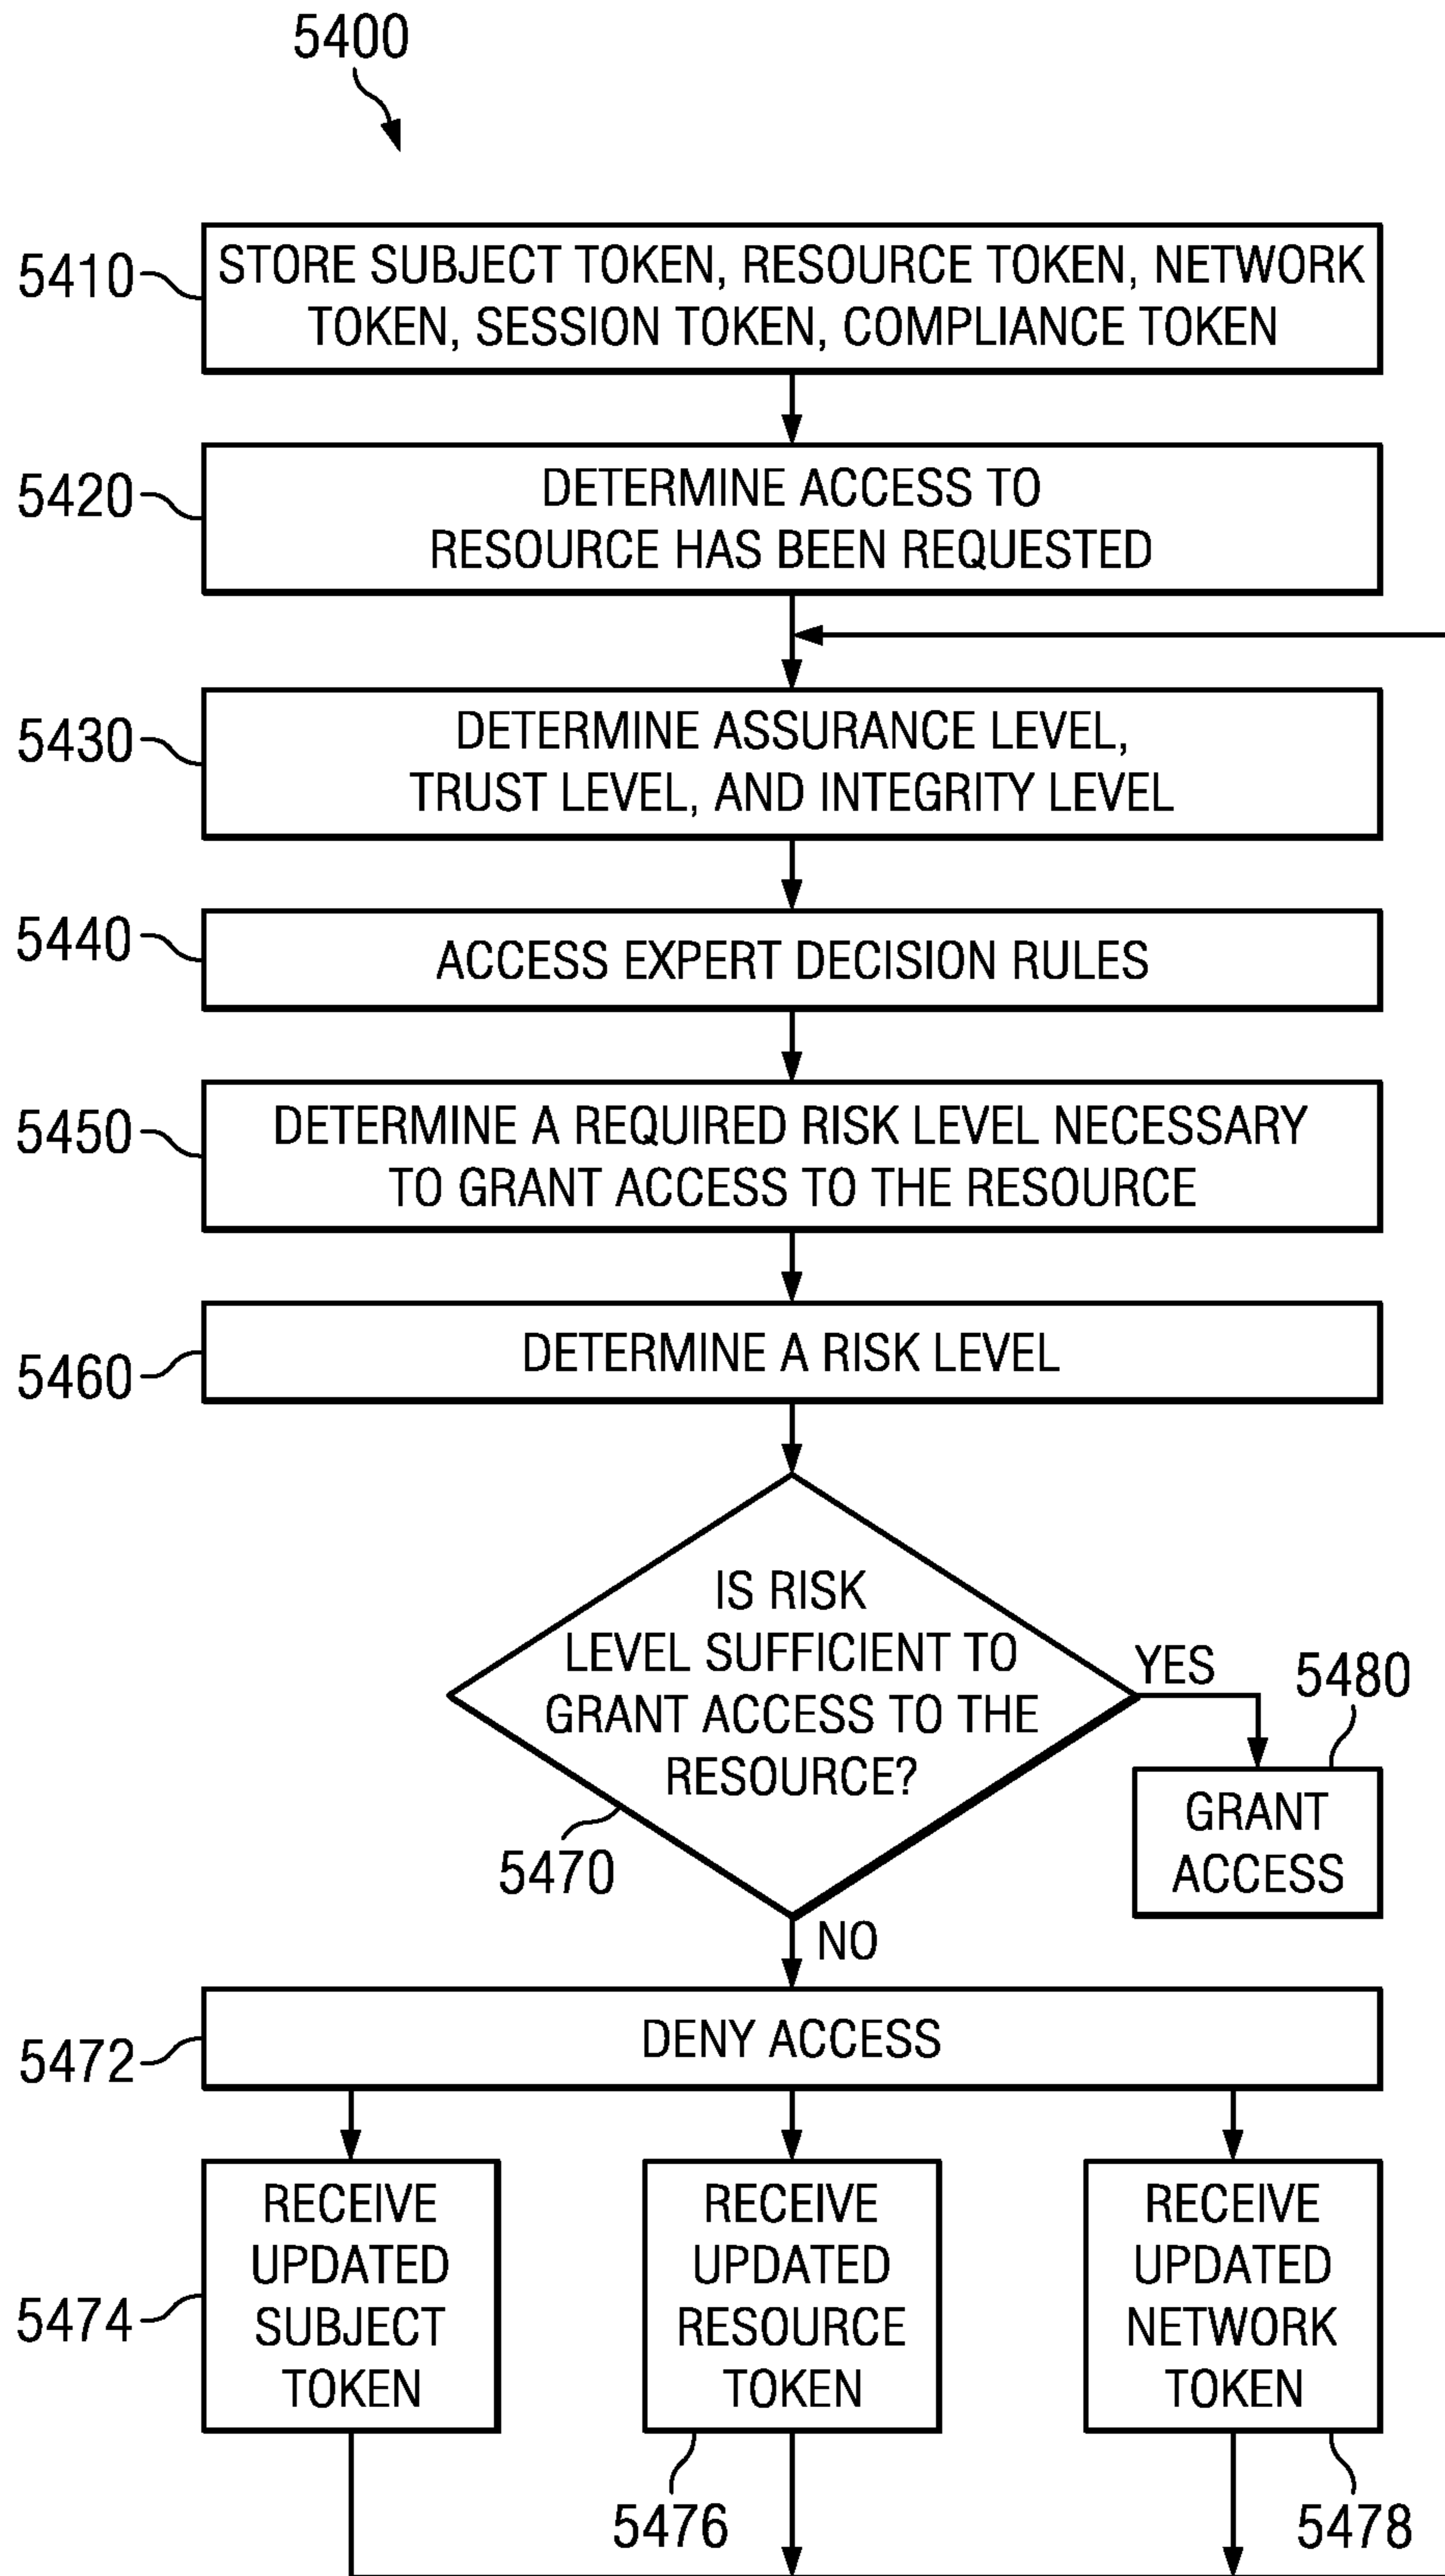 5400
5410
STORE SUBJECT TOKEN, RESOURCE TOKEN, NETWORK
TOKEN, SESSION TOKEN, COMPLIANCE TOKEN
5420
DETERMINE ACCESS TO
RESOURCE HAS BEEN REQUESTED
5430
DETERMINE ASSURANCE LEVEL,
TRUST LEVEL, AND INTEGRITY LEVEL
5440
ACCESS EXPERT DECISION RULES
5450
DETERMINE A REQUIRED RISK LEVEL NECESSARY
TO GRANT ACCESS TO THE RESOURCE
5460
DETERMINE A RISK LEVEL
IS RISK
LEVEL SUFFICIENT TO
GRANT ACCESS TO THE
RESOURCE?
5470
YES
5480
GRANT
ACCESS
NO
5472
DENY ACCESS
5474
RECEIVE
UPDATED
SUBJECT
TOKEN
RECEIVE
UPDATED
RESOURCE
TOKEN
5476
RECEIVE
UPDATED
NETWORK
TOKEN
5478